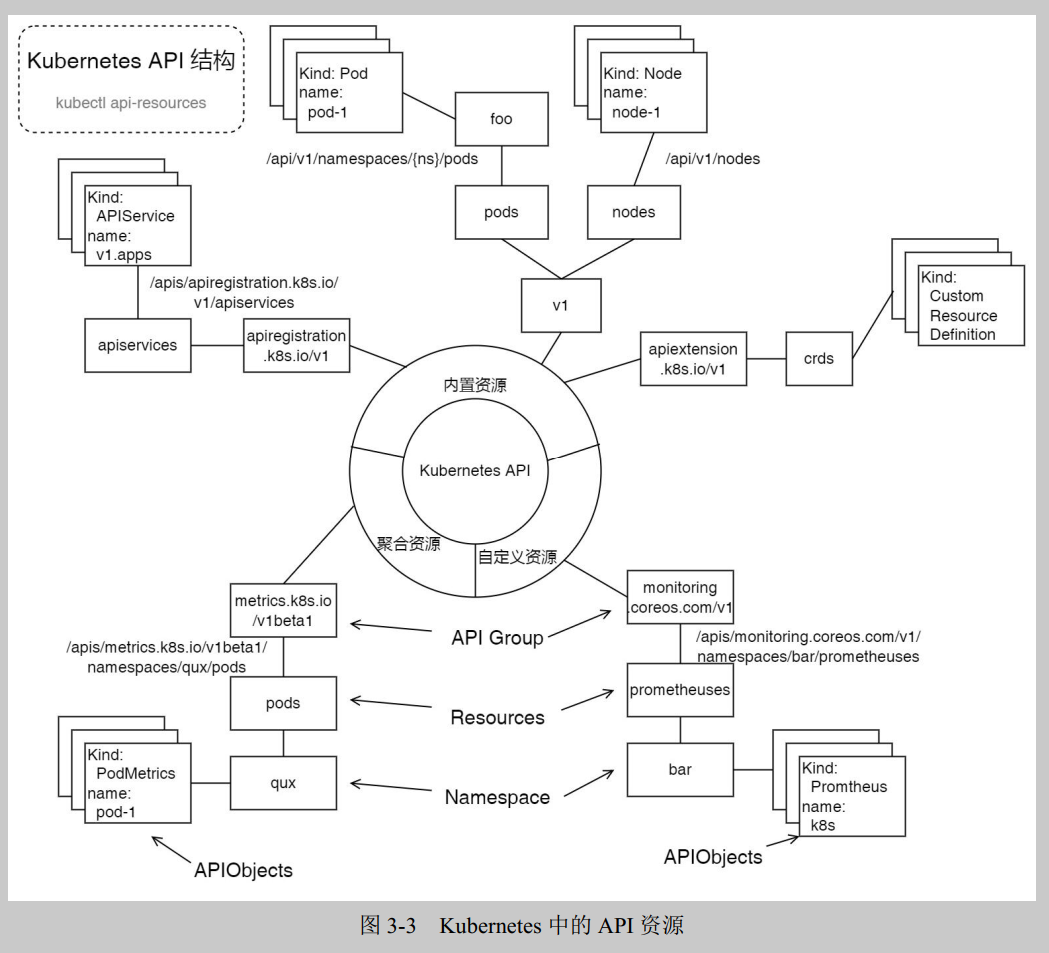 Kubernetes API 结构
kubectl api-resources
Kind: Pod
name:
pod-1
foo
/api/v1/namespaces/{ns}/pods
pods
Kind: Node
name:
node-1
/api/v1/nodes
nodes
v1
Kind:
APIService
name:
v1.apps
/apis/apiregistration.k8s.io/
v1/apiservices
apiservices
apiregistration
.k8s.io/v1
apiextension
.k8s.io/v1
crds
Kind:
Custom
Resource
Definition
内置资源
Kubernetes API
聚合资源
自定义资源
metrics.k8s.io
/v1beta1
/apis/metrics.k8s.io/v1beta1/
namespaces/qux/pods
pods
qux
Kind:
PodMetrics
name:
pod-1
APIObjects
API Group
Resources
Namespace
monitoring
.coreos.com/v1
/apis/monitoring.coreos.com/v1/
namespaces/bar/prometheuses
prometheuses
bar
Kind:
Promtheus
name:
k8s
APIObjects
图 3-3 Kubernetes 中的 API 资源